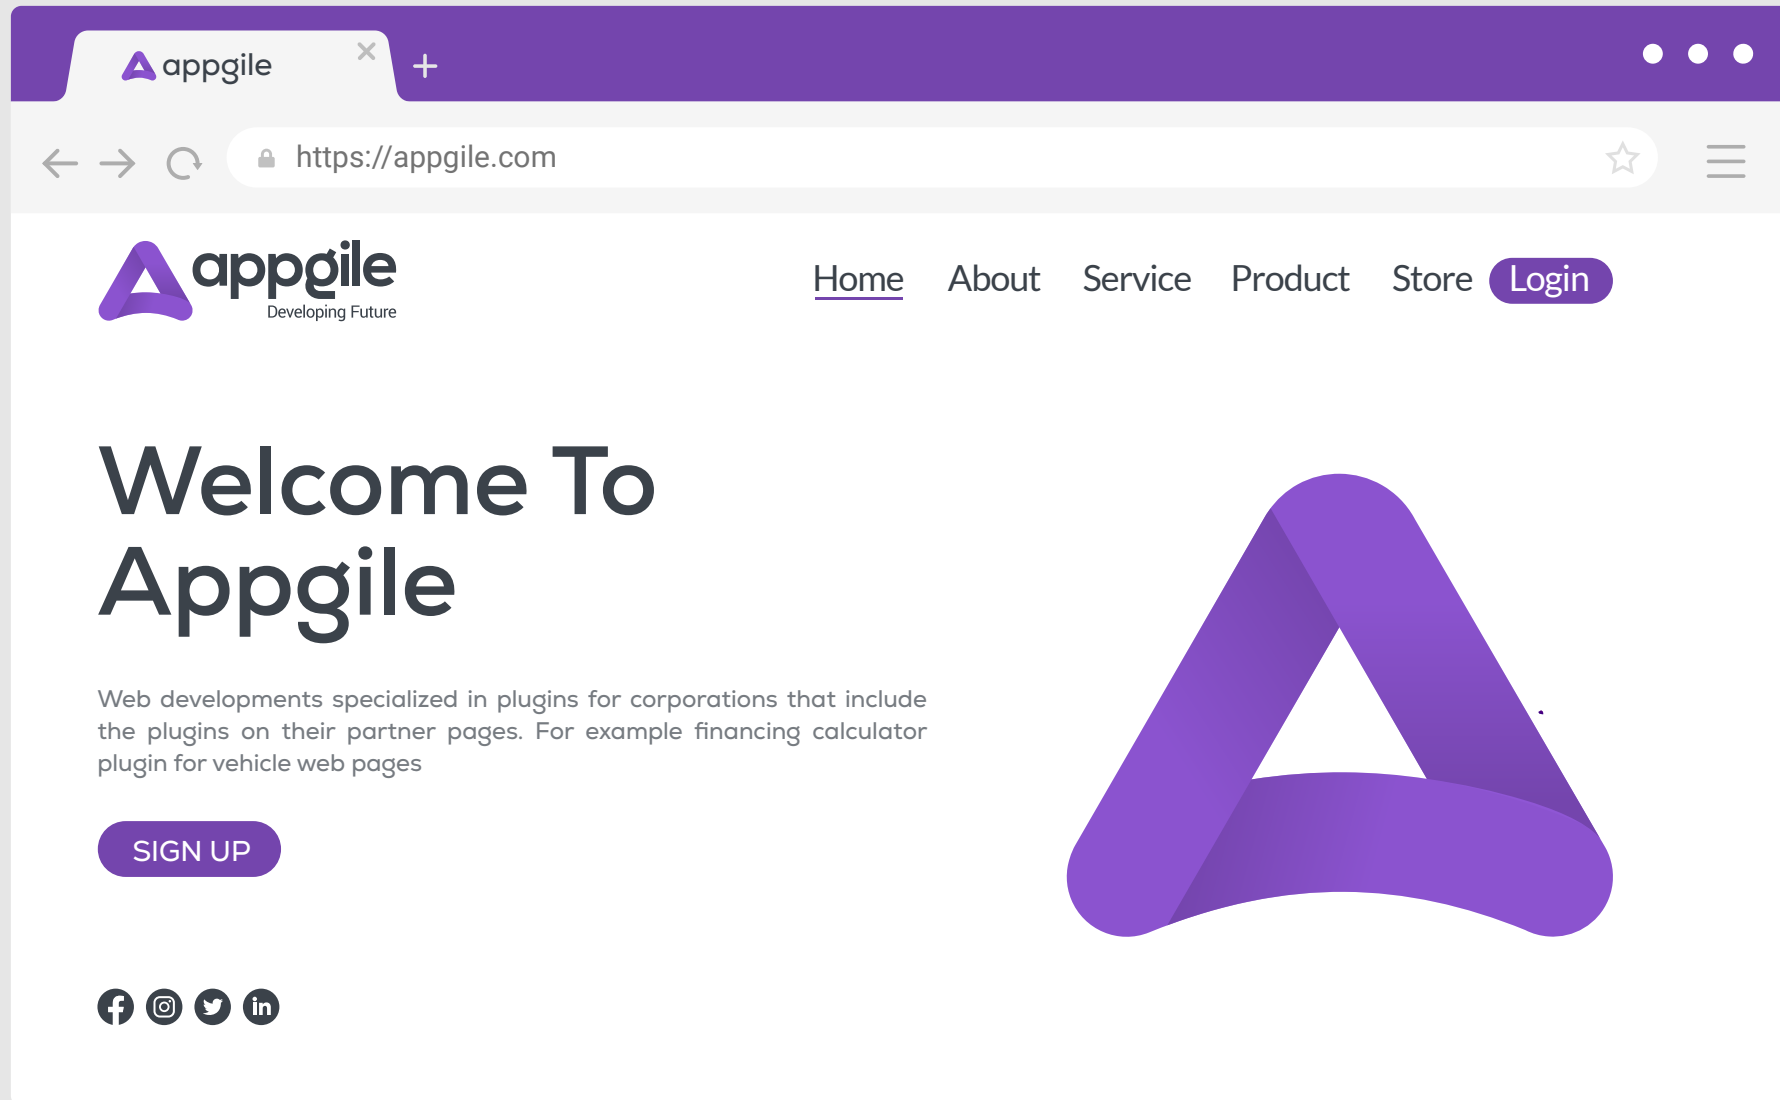 appgile
https://appgile.com
appgile
Developing Future
Home About Service Product Store Login
Welcome To
Appgile
Web developments specialized in plugins for corporations that include
the plugins on their partner pages. For example financing calculator
plugin for vehicle web pages
SIGN UP